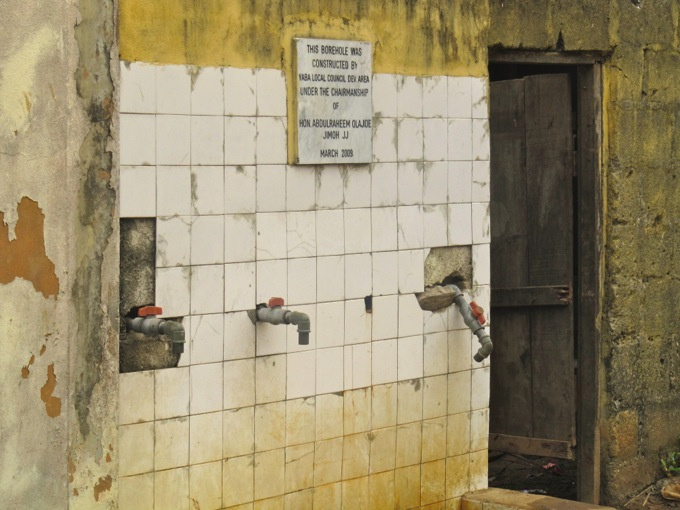 THIS BOREHOLE WAS
CONSTRUCTED BY
YABA LOCAL COUNCIL DEV. AREA
UNDER THE CHAIRMANSHIP
OF
HON. ABDULRAHEEM OLAJIDE
JIMOH JJ
MARCH 2009.